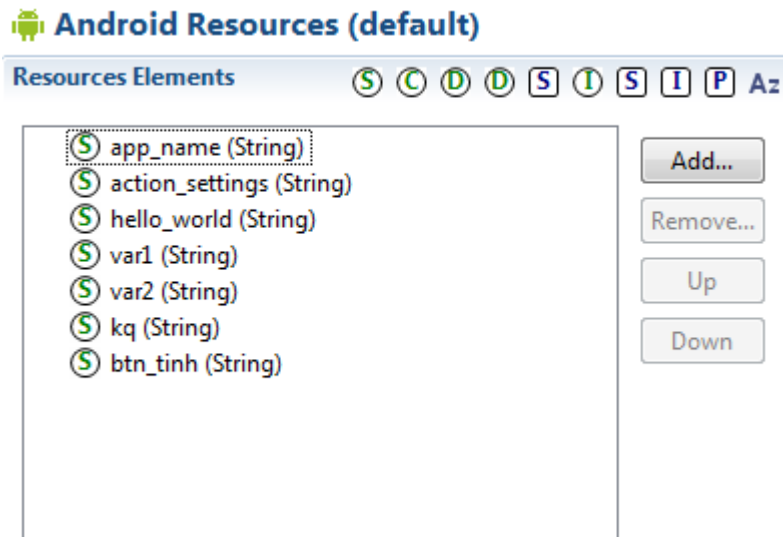 Android Resources (default)
Resources Elements S C D D S I S I P Az
S app_name (String)
S action_settings (String)
S hello_world (String)
S var1 (String)
S var2 (String)
S kq (String)
S btn_tinh (String)
Add...
Remove...
Up
Down